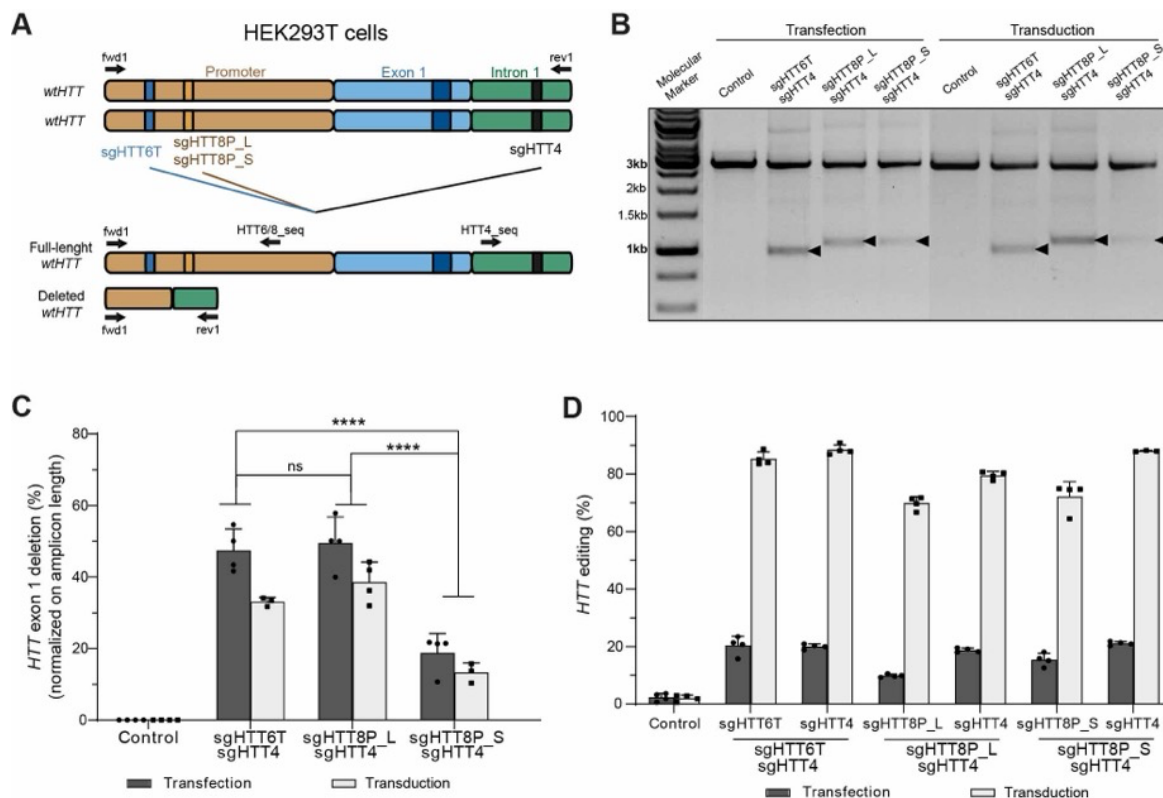 A
HEK293T cells
fwd1
rev1
Promoter
Exon 1
Intron 1
wtHTT
wtHTT
sgHTT6T
sgHTT8P_L
sgHTT8P_S
sgHTT4
HTT6/8_seq
HTT4_seq
fwd1
Full-lenght
wtHTT
Deleted
wtHTT
fwd1
rev1
B
Transfection
Transduction
Molecular
Marker
Control
sgHTT6T
sgHTT4
sgHTT8P_L
sgHTT4
sgHTT8P_S
sgHTT4
Control
sgHTT6T
sgHTT4
sgHTT8P_L
sgHTT4
sgHTT8P_S
sgHTT4
3kb
2kb
1.5kb
1kb
C
HTT exon 1 deletion (%)
(normalized on amplicon length)
80
60
40
20
0
****
****
ns
Control
sgHTT6T
sgHTT4
sgHTT8P_L
sgHTT4
sgHTT8P_S
sgHTT4
Transfection
Transduction
D
HTT editing (%)
100
80
60
40
20
0
Control
sgHTT6T
sgHTT4
sgHTT8P_L
sgHTT4
sgHTT8P_S
sgHTT4
sgHTT6T
sgHTT4
sgHTT8P_L
sgHTT4
sgHTT8P_S
sgHTT4
Transfection
Transduction